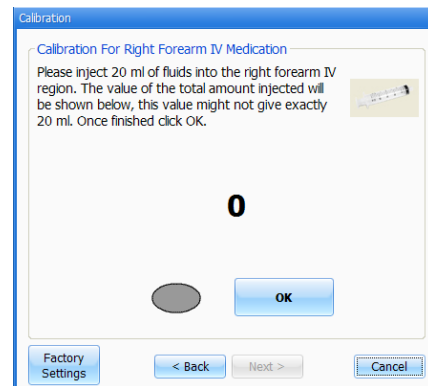 Calibration
Calibration For Right Forearm IV Medication
Please inject 20 ml of fluids into the right forearm IV
region. The value of the total amount injected will
be shown below, this value might not give exactly
20 ml. Once finished click OK.
0
OK
Factory
Settings
< Back
Next >
Cancel